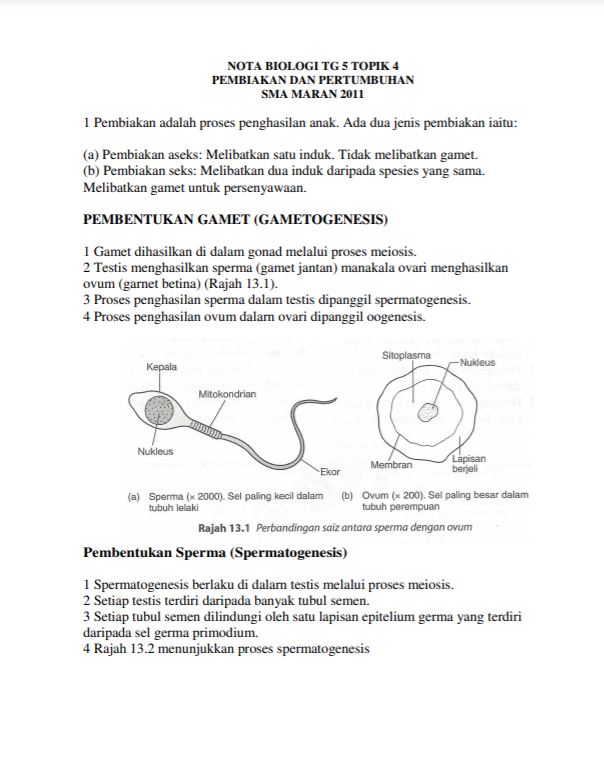 NOTA BIOLOGI TG 5 TOPIK 4
PEMBIAKAN DAN PERTUMBUHAN
SMA MARAN 2011
1 Pembiakan adalah proses penghasilan anak. Ada dua jenis pembiakan iaitu:
(a) Pembiakan aseks: Melibatkan satu induk. Tidak melibatkan gamet.
(b) Pembiakan seks: Melibatkan dua induk daripada spesies yang sama.
Melibatkan gamet untuk persenyawaan.
PEMBENTUKAN GAMET (GAMETOGENESIS)
1 Gamet dihasilkan di dalam gonad melalui proses meiosis.
2 Testis menghasilkan sperma (gamet jantan) manakala ovari menghasilkan
ovum (garnet betina) (Rajah 13.1).
3 Proses penghasilan sperma dalam testis dipanggil spermatogenesis.
4 Proses penghasilan ovum dalarn ovari dipanggil oogenesis.
Kepala
Mitokondrian
Nukleus
Ekor
Sitoplasma
Nukleus
Membran
Lapisan
berjeli
(a) Sperma (× 2000). Sel paling kecil dalam
tubuh lelaki
(b) Ovum (× 200). Sel paling besar dalam
tubuh perempuan
Rajah 13.1 Perbandingan saiz antara sperma dengan ovum
Pembentukan Sperma (Spermatogenesis)
1 Spermatogenesis berlaku di dalarn testis melalui proses meiosis.
2 Setiap testis terdiri daripada banyak tubul semen.
3 Setiap tubul semen dilindungi oleh satu lapisan epitelium germa yang terdiri
daripada sel germa primodium.
4 Rajah 13.2 menunjukkan proses spermatogenesis